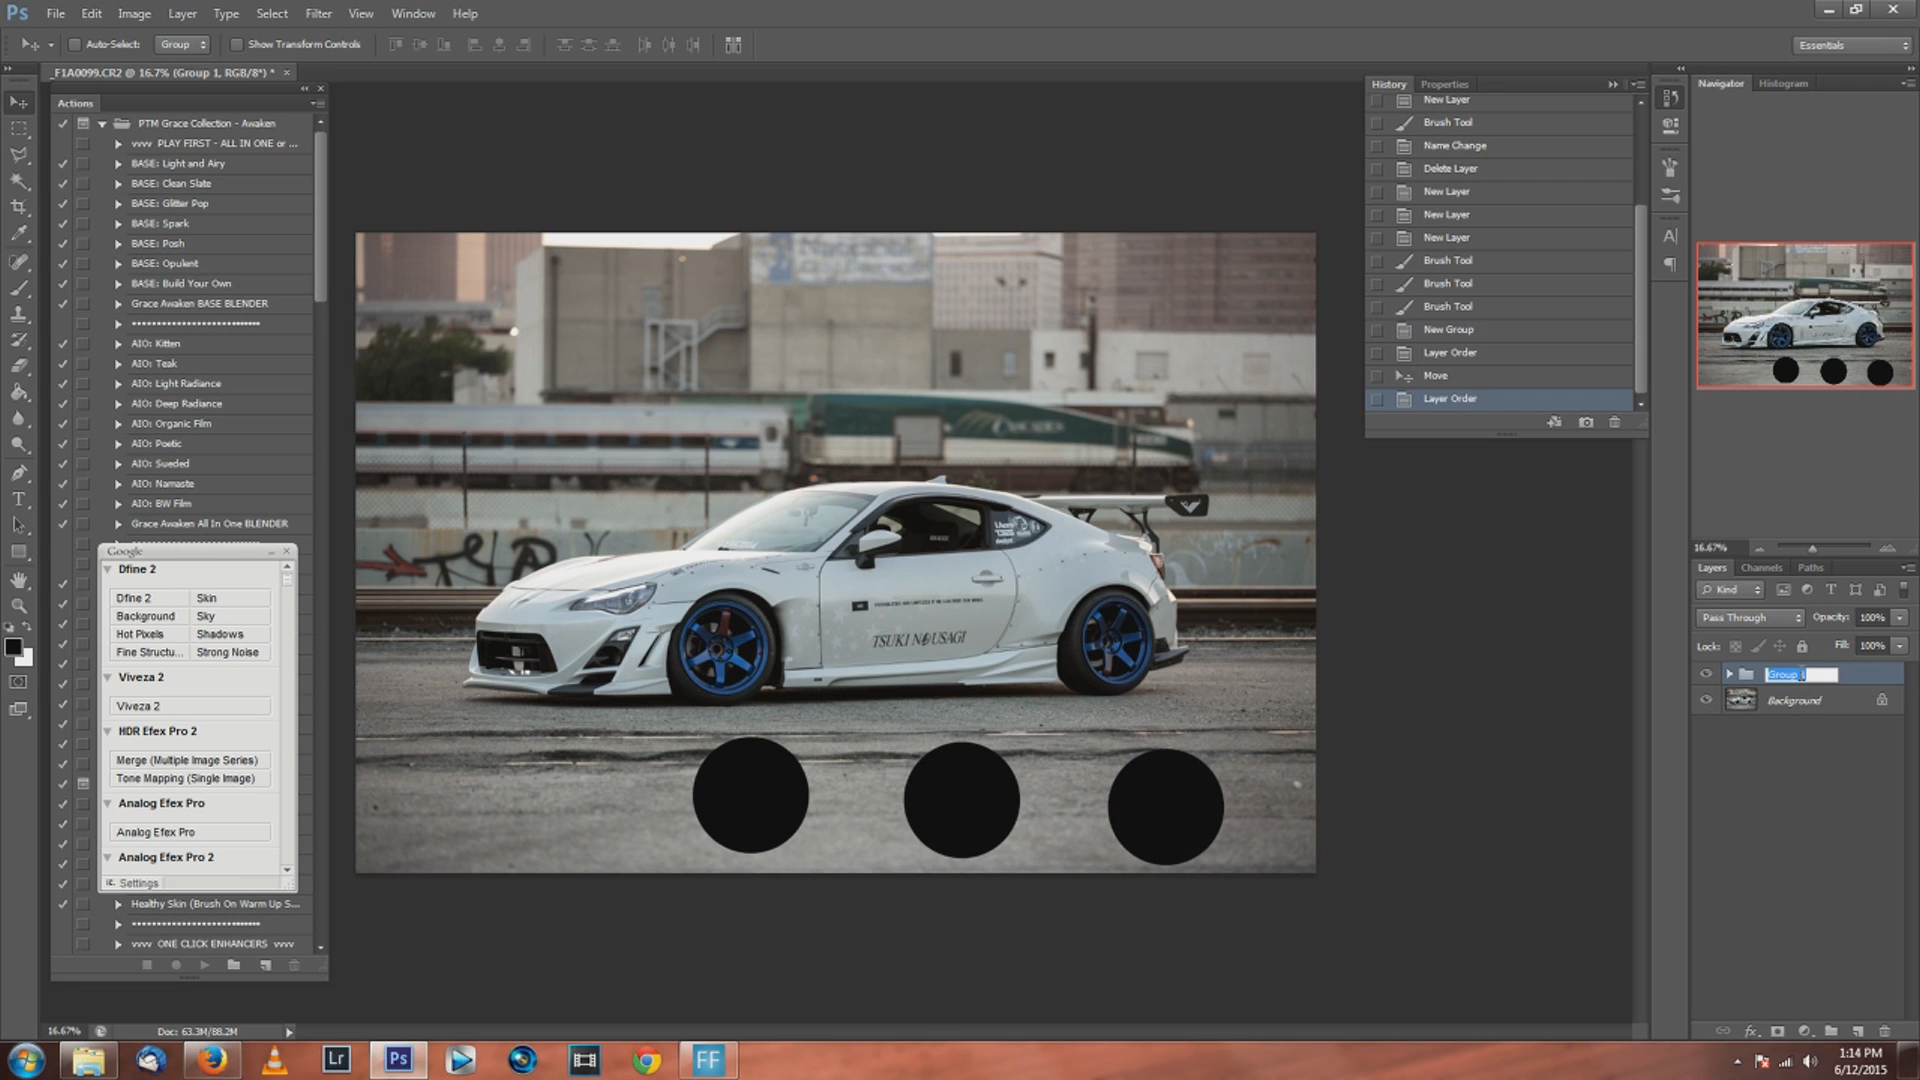 Ps File Edit Image Layer Type Select Filter View Window Help
Auto-Select: Group Show Transform Controls Essentials
_F1A0099.CR2 @ 16.7% (Group 1, RGB/8*) * ×
Actions
PTM Grace Collection - Awaken
vvvv PLAY FIRST - ALL IN ONE or ...
BASE: Light and Airy
BASE: Clean Slate
BASE: Glitter Pop
BASE: Spark
BASE: Posh
BASE: Opulent
BASE: Build Your Own
Grace Awaken BASE BLENDER
AIO: Kitten
AIO: Teak
AIO: Light Radiance
AIO: Deep Radiance
AIO: Organic Film
AIO: Poetic
AIO: Sueded
AIO: Namaste
AIO: BW Film
Grace Awaken All In One BLENDER
Google
Dfine 2
Dfine 2 Skin
Background Sky
Hot Pixels Shadows
Fine Structu... Strong Noise
Viveza 2
Viveza 2
HDR Efex Pro 2
Merge (Multiple Image Series)
Tone Mapping (Single Image)
Analog Efex Pro
Analog Efex Pro
Analog Efex Pro 2
Settings
Healthy Skin (Brush On Warm Up S...
vvvv ONE CLICK ENHANCERS vvvv
CASCADES
TSUKI NO USAGI
History Properties
New Layer
Brush Tool
Name Change
Delete Layer
New Layer
New Layer
New Layer
Brush Tool
Brush Tool
Brush Tool
New Group
Layer Order
Move
Layer Order
Navigator Histogram
16.67%
Layers Channels Paths
Kind
Pass Through Opacity: 100%
Lock: Fill: 100%
Group 1
Background
16.67% Doc: 63.3M/88.2M
Lr Ps FF
1:14 PM
6/12/2015